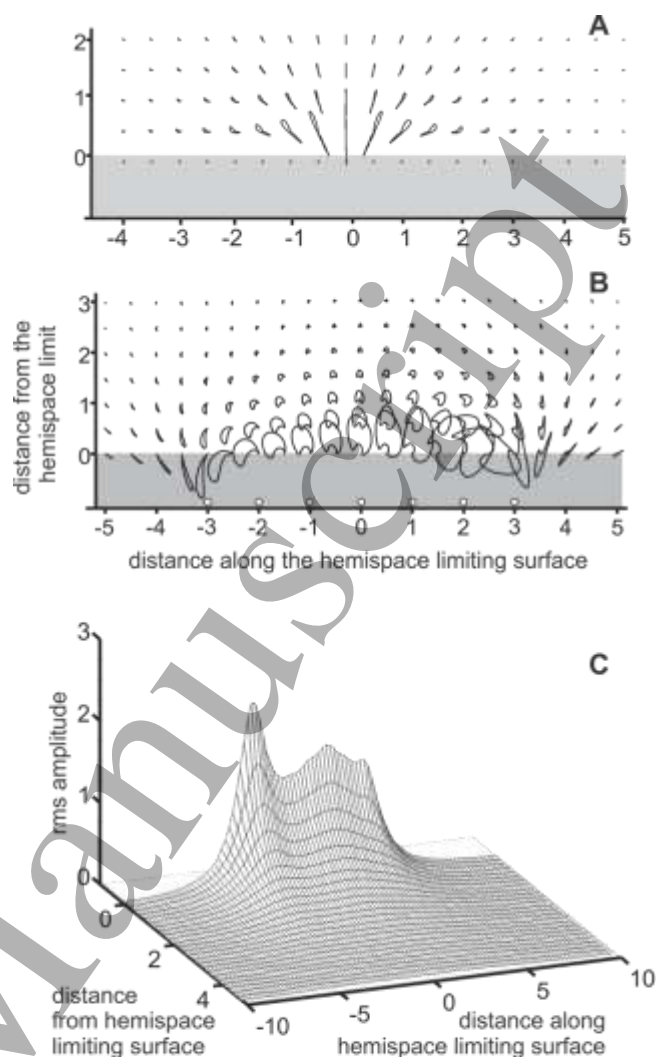 A
2
1
0
-4 -3 -2 -1 0 1 2 3 4 5
B
3
2
1
0
distance from the
hemispace limit
-5 -4 -3 -2 -1 0 1 2 3 4 5
distance along the hemispace limiting surface
C
3
2
1
0
rms amplitude
0
2
4
-10 -5 0 5 10
distance
from hemispace
limiting surface
distance along
hemispace limiting surface
Manuscript